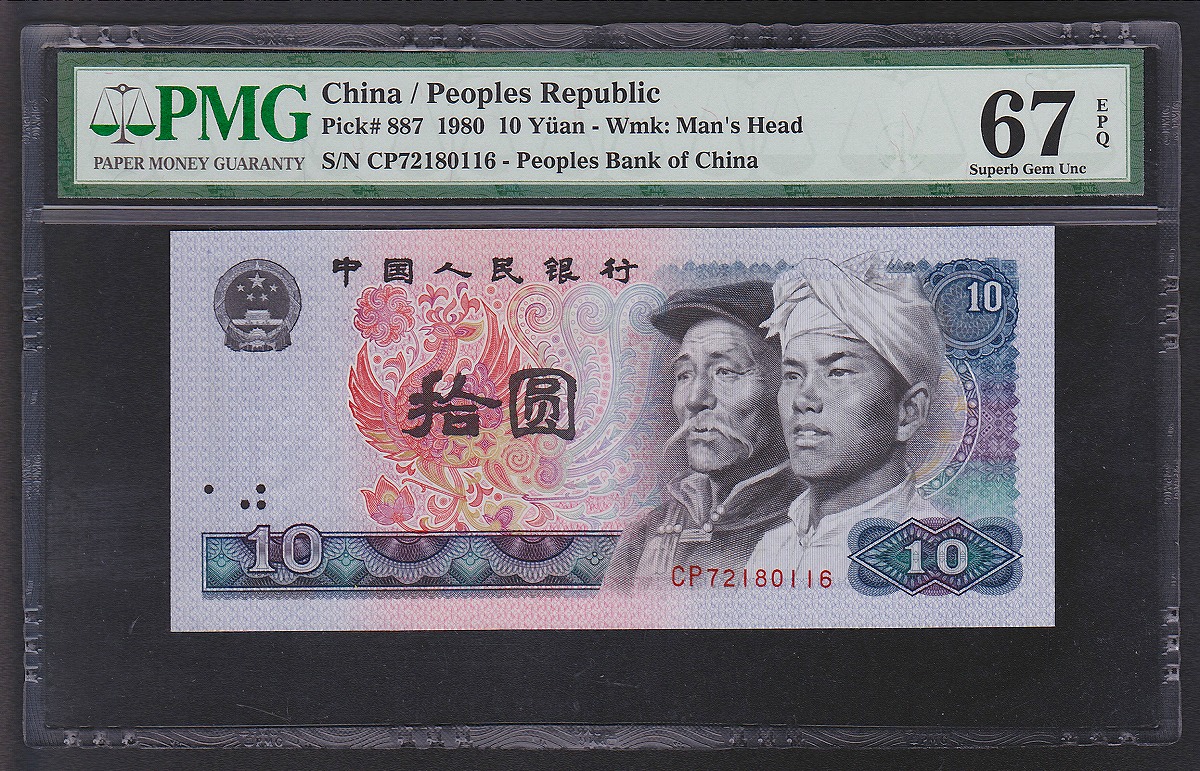 PMG
PAPER MONEY GUARANTY
China / Peoples Republic
Pick# 887 1980 10 Yüan - Wmk: Man's Head
S/N CP72180116 - Peoples Bank of China
67
EPQ
Superb Gem Unc
中国人民银行
10
拾圆
10
CP72180116
10